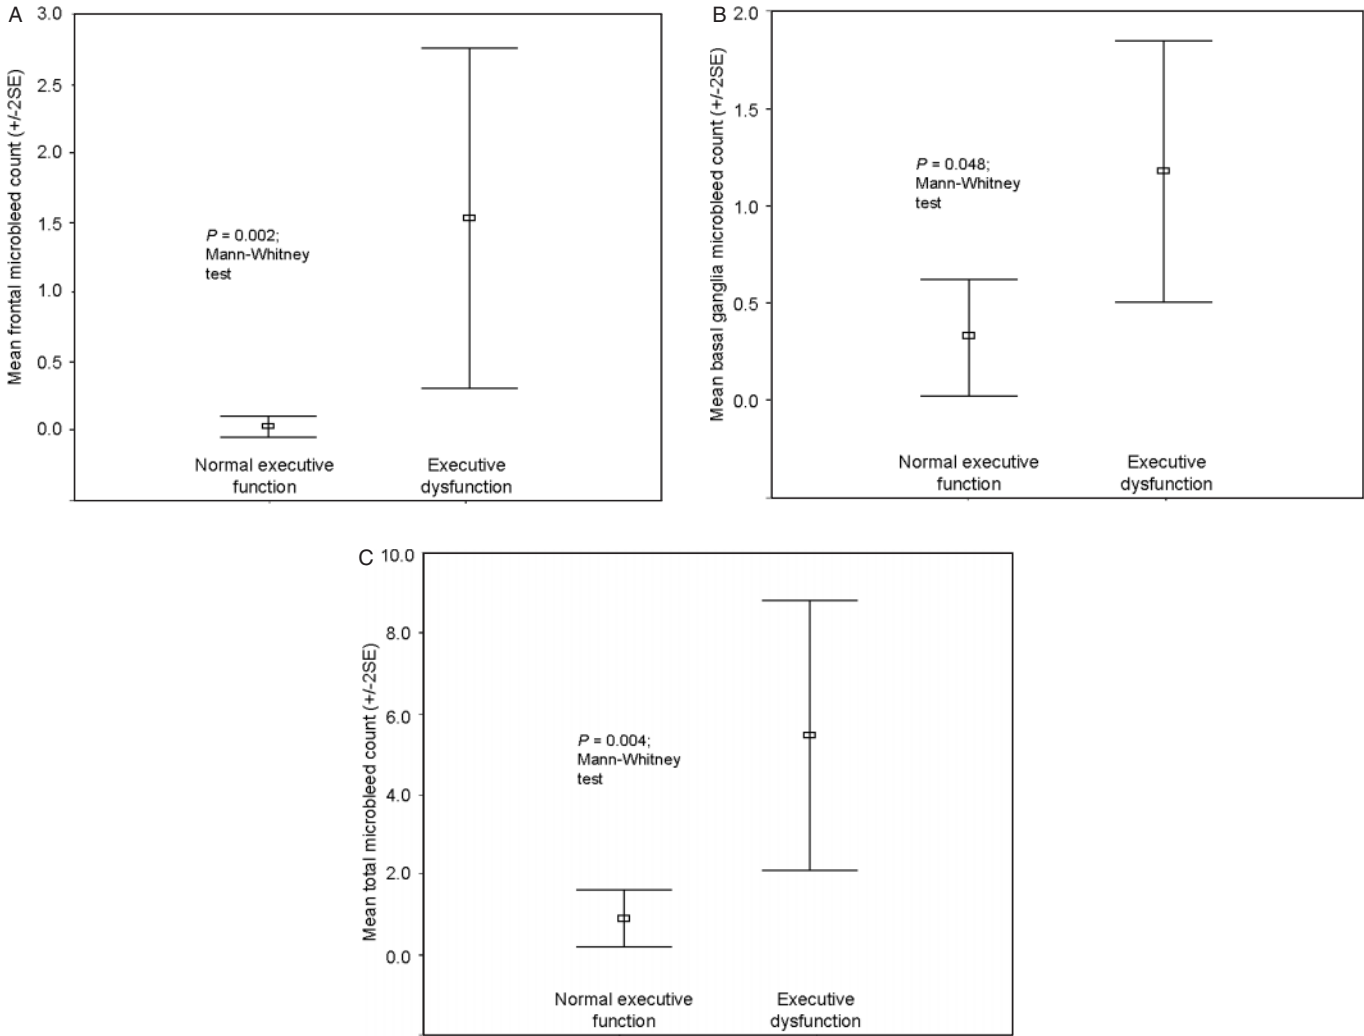 A
Mean frontal microbleed count (+/-2SE)
3.0
2.5
2.0
1.5
1.0
0.5
0.0
P = 0.002;
Mann-Whitney
test
Normal executive
function
Executive
dysfunction
B
Mean basal ganglia microbleed count (+/-2SE)
2.0
1.5
1.0
0.5
0.0
P = 0.048;
Mann-Whitney
test
Normal executive
function
Executive
dysfunction
C
Mean total microbleed count (+/-2SE)
10.0
8.0
6.0
4.0
2.0
0.0
P = 0.004;
Mann-Whitney
test
Normal executive
function
Executive
dysfunction